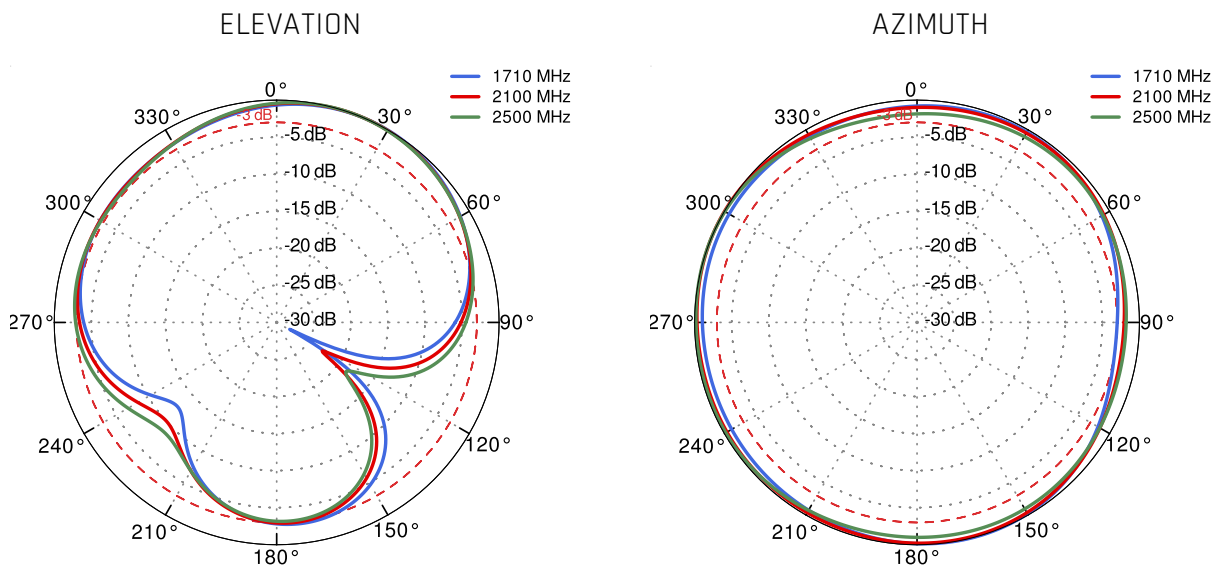 ELEVATION
1710 MHz
2100 MHz
2500 MHz
0°
30°
60°
90°
120°
150°
180°
210°
240°
270°
300°
330°
-3 dB
-5 dB
-10 dB
-15 dB
-20 dB
-25 dB
-30 dB
AZIMUTH
1710 MHz
2100 MHz
2500 MHz
0°
30°
60°
90°
120°
150°
180°
210°
240°
270°
300°
330°
-3 dB
-5 dB
-10 dB
-15 dB
-20 dB
-25 dB
-30 dB